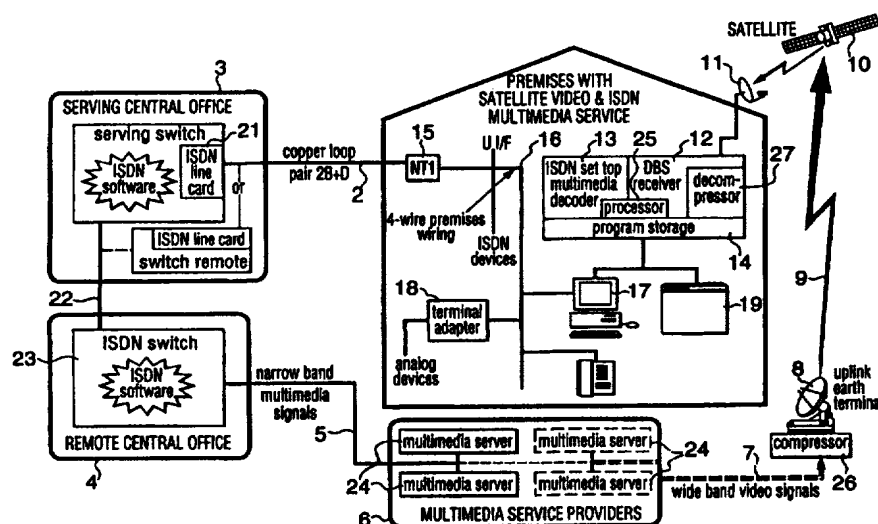 SATELLITE
10
11
3
SERVING CENTRAL OFFICE
serving switch
21
ISDN
software
ISDN
line
card
or
ISDN line card
switch remote
copper loop
pair 2B+D
2
PREMISES WITH
SATELLITE VIDEO & ISDN
MULTIMEDIA SERVICE
15
NT1
U I/F
16
13
25
12
27
ISDN set top
multimedia
decoder
DBS
receiver
decom-
pressor
processor
program storage
14
4-wire premises
wiring
ISDN
devices
17
19
18
terminal
adapter
analog
devices
9
22
23
ISDN switch
ISDN
software
REMOTE CENTRAL OFFICE
4
narrow band
multimedia
signals
5
8
uplink
earth
terminal
compressor
26
multimedia server
multimedia server
24
24
multimedia server
multimedia server
7
wide band video signals
6
MULTIMEDIA SERVICE PROVIDERS